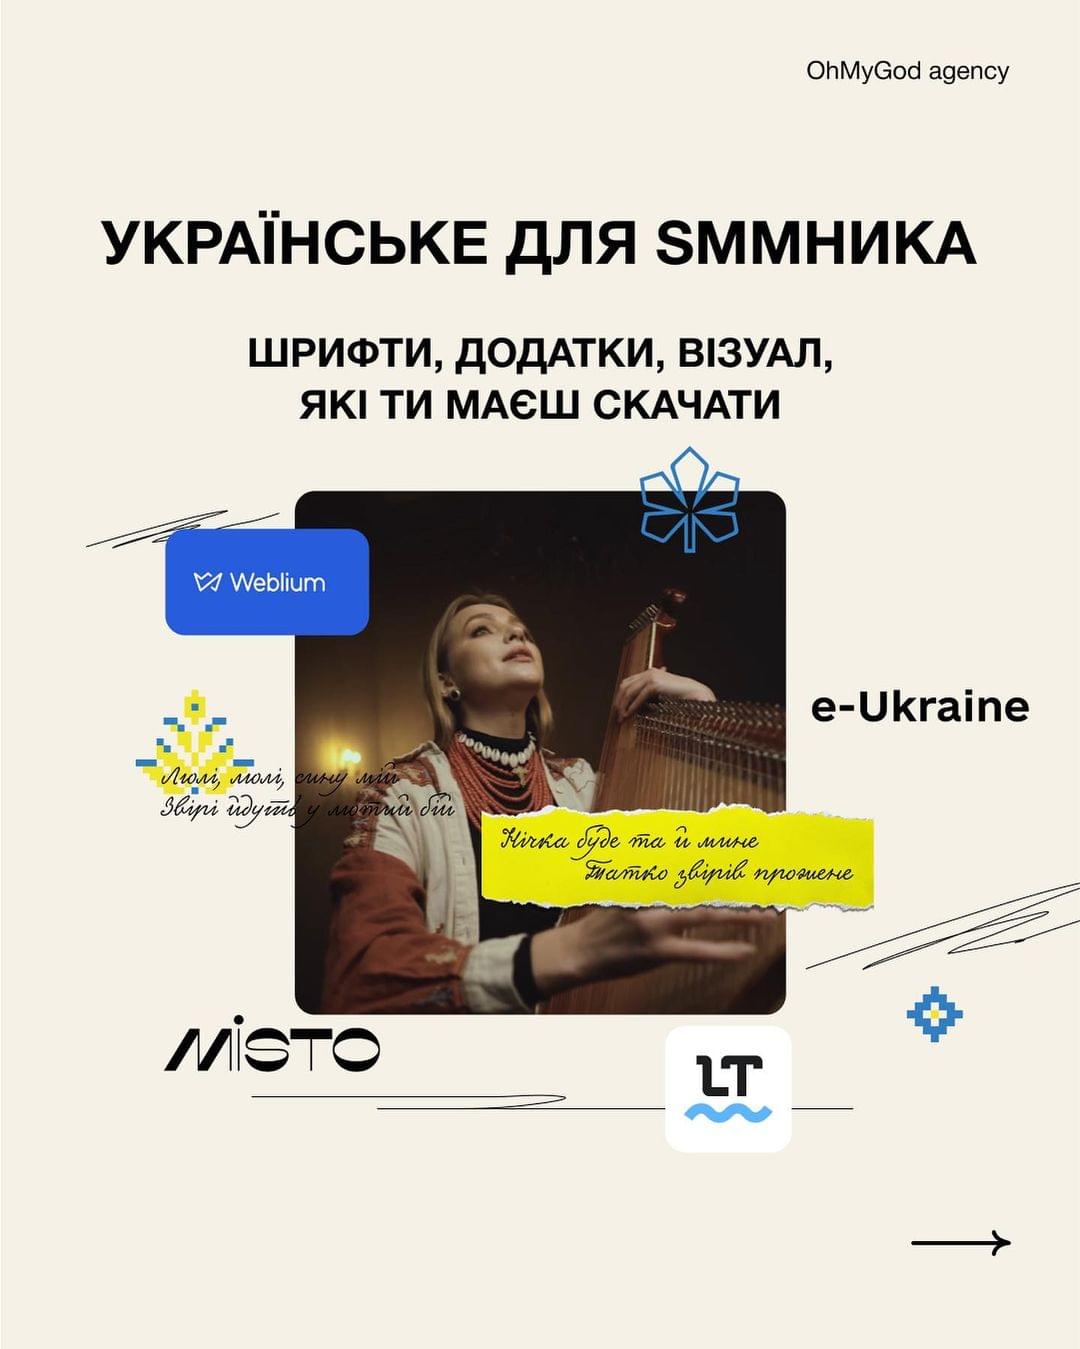 OhMyGod agency
УКРАЇНСЬКЕ ДЛЯ SMMНИКА
ШРИФТИ, ДОДАТКИ, ВІЗУАЛ,
ЯКІ ТИ МАЄШ СКАЧАТИ
Weblium
e-Ukraine
Люлі, люлі, сину мій
Звірі йдуть у лютий бій
Нічка буде та й мине
Татко звірів прожене
MiSTO
LT